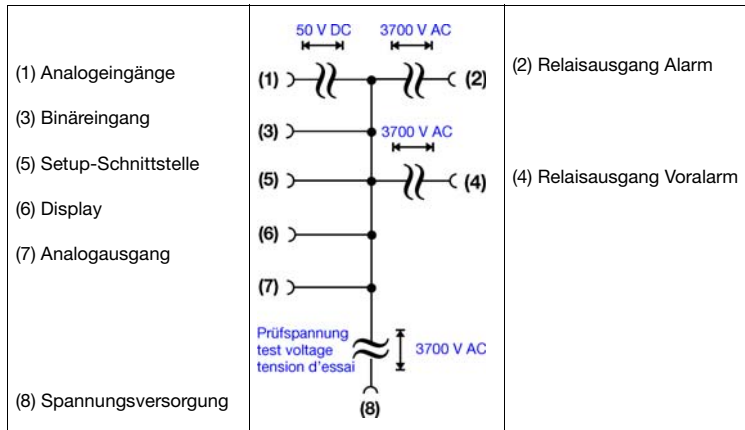 (1) Analogeingänge
(3) Binäreingang
(5) Setup-Schnittstelle
(6) Display
(7) Analogausgang
(8) Spannungsversorgung
50 V DC
3700 V AC
(1)
(2)
(3)
3700 V AC
(5)
(4)
(6)
(7)
Prüfspannung
test voltage
tension d'essai
3700 V AC
(8)
(2) Relaisausgang Alarm
(4) Relaisausgang Voralarm